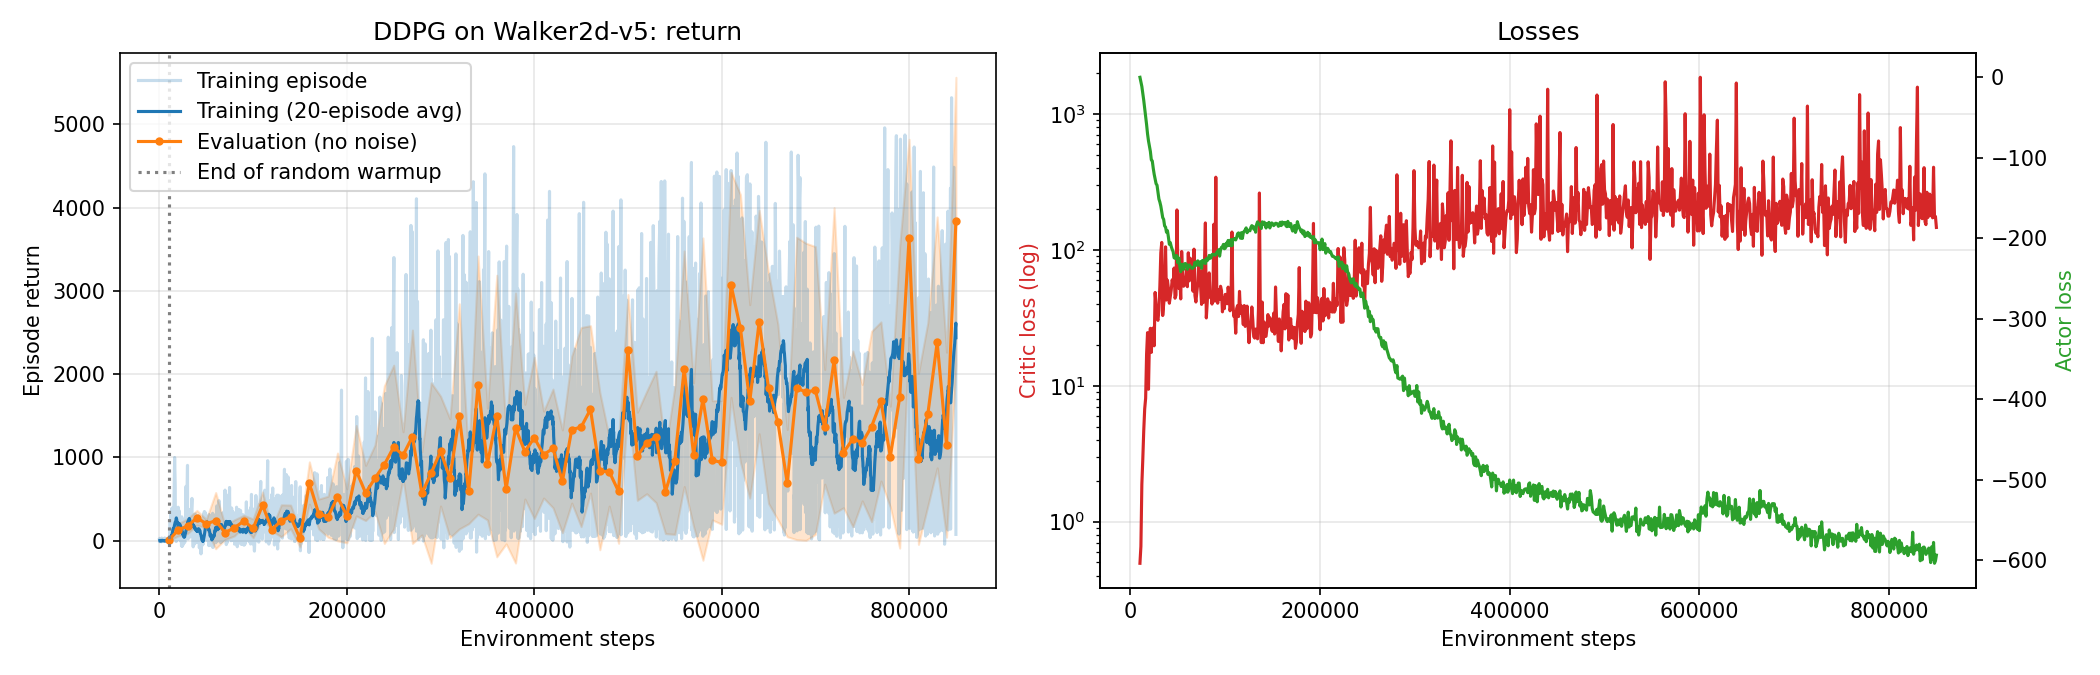 DDPG on Walker2d-v5: return
Training episode
Training (20-episode avg)
Evaluation (no noise)
End of random warmup
Episode return
5000
4000
3000
2000
1000
0
0
200000
400000
600000
800000
Environment steps
Losses
Critic loss (log)
10³
10²
10¹
10⁰
0
−100
−200
−300
−400
−500
−600
Actor loss
0
200000
400000
600000
800000
Environment steps